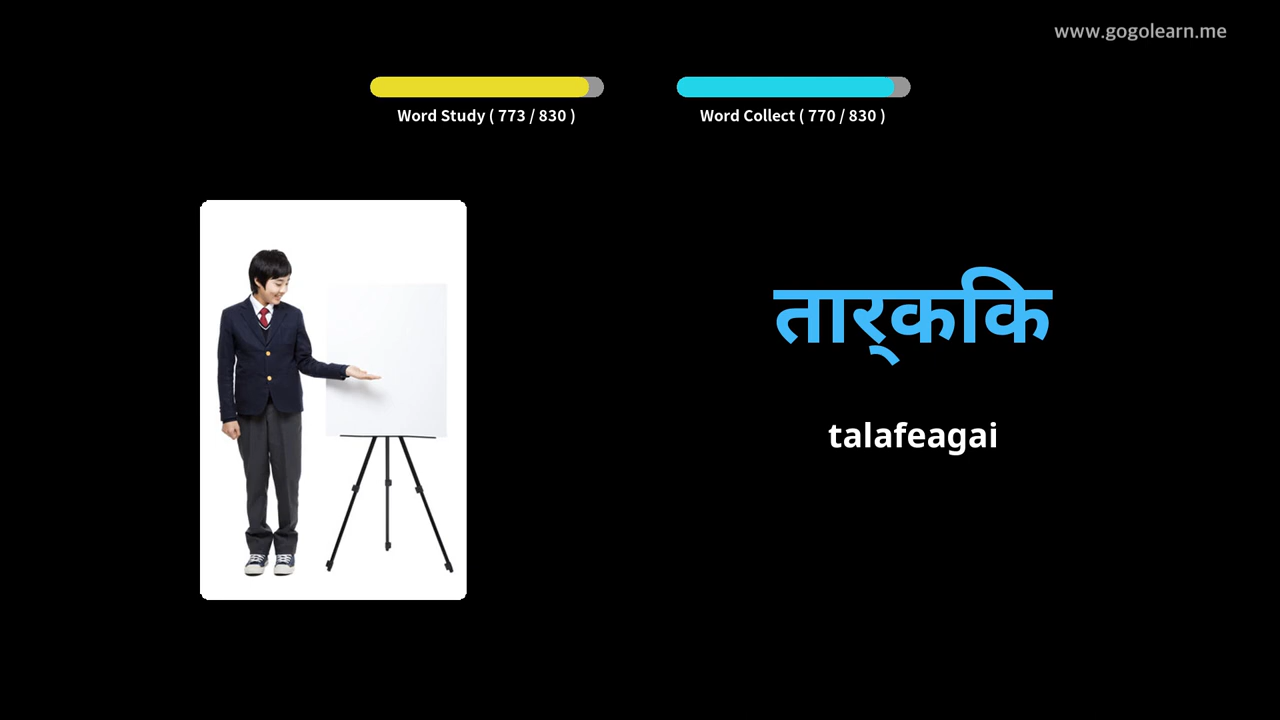 www.gogolearn.me
Word Study ( 773 / 830 )
Word Collect ( 770 / 830 )
तार्‌ककि
talafeagai